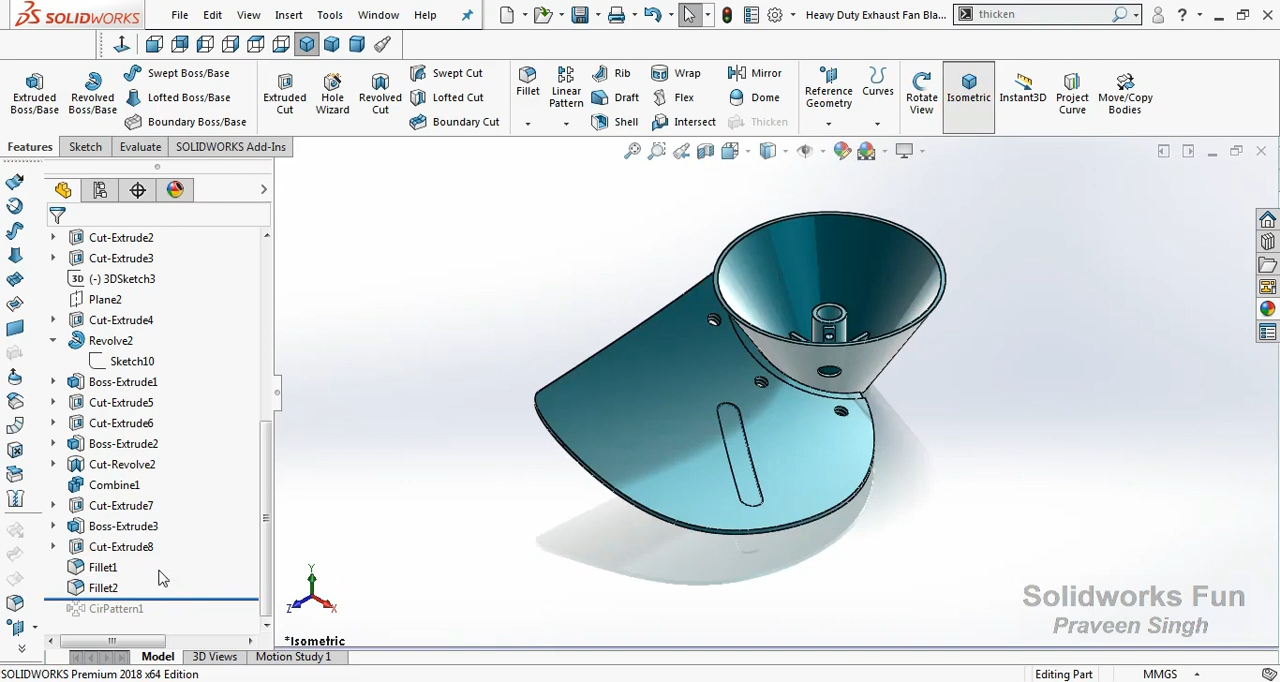 SOLIDWORKS File Edit View Insert Tools Window Help Heavy Duty Exhaust Fan Bla... thicken
Extruded Boss/Base Revolved Boss/Base Swept Boss/Base Lofted Boss/Base Boundary Boss/Base Extruded Cut Hole Wizard Revolved Cut Swept Cut Lofted Cut Boundary Cut Fillet Linear Pattern Rib Draft Shell Wrap Flex Intersect Mirror Dome Thicken Reference Geometry Curves Rotate View Isometric Instant3D Project Curve Move/Copy Bodies
Features Sketch Evaluate SOLIDWORKS Add-Ins
Cut-Extrude2
Cut-Extrude3
3D (-) 3DSketch3
Plane2
Cut-Extrude4
Revolve2
Sketch10
Boss-Extrude1
Cut-Extrude5
Cut-Extrude6
Boss-Extrude2
Cut-Revolve2
Combine1
Cut-Extrude7
Boss-Extrude3
Cut-Extrude8
Fillet1
Fillet2
CirPattern1
Y
Z X
*Isometric
Solidworks Fun
Praveen Singh
Model 3D Views Motion Study 1
SOLIDWORKS Premium 2018 x64 Edition Editing Part MMGS